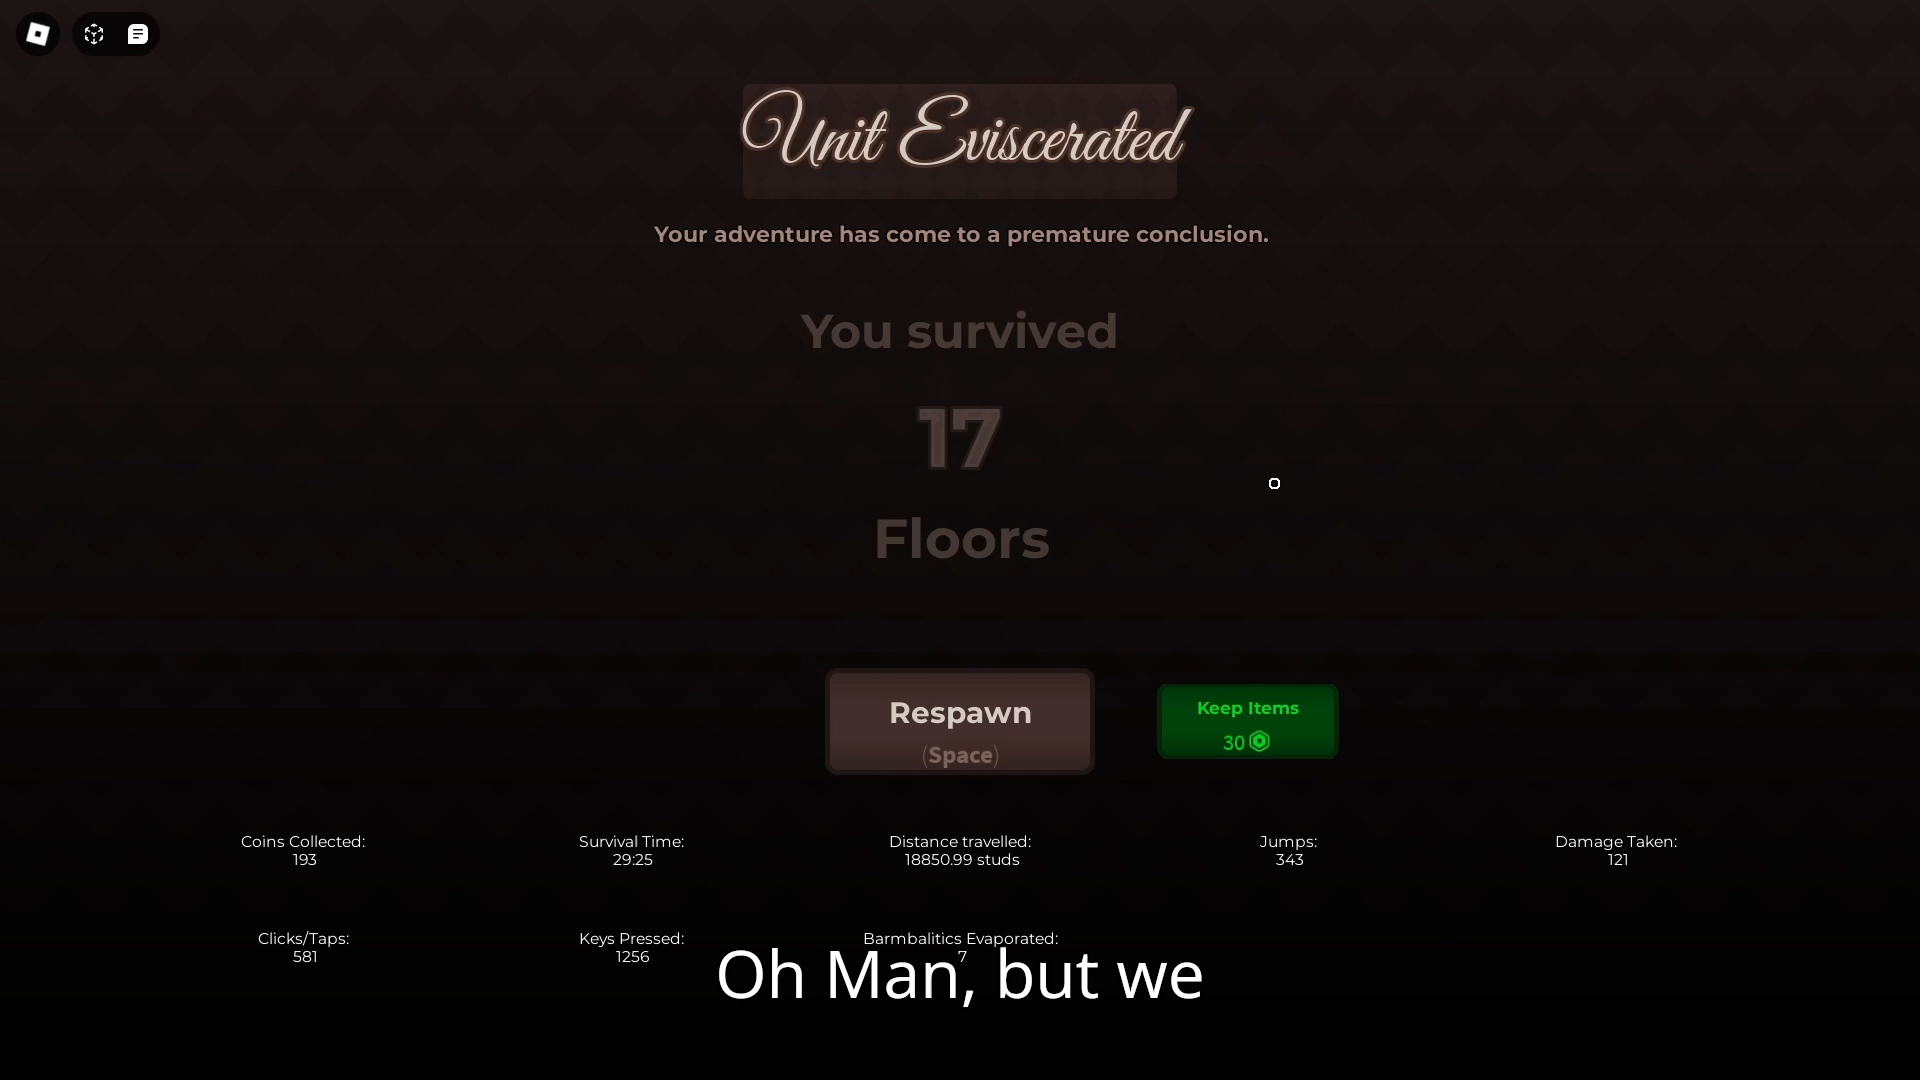 Unit Eviscerated
Your adventure has come to a premature conclusion.
You survived
17
Floors
Respawn
(Space)
Keep Items
30
Coins Collected:
193
Survival Time:
29:25
Distance travelled:
18850.99 studs
Jumps:
343
Damage Taken:
121
Clicks/Taps:
581
Keys Pressed:
1256
Barmbalitics Evaporated:
7
Oh Man, but we